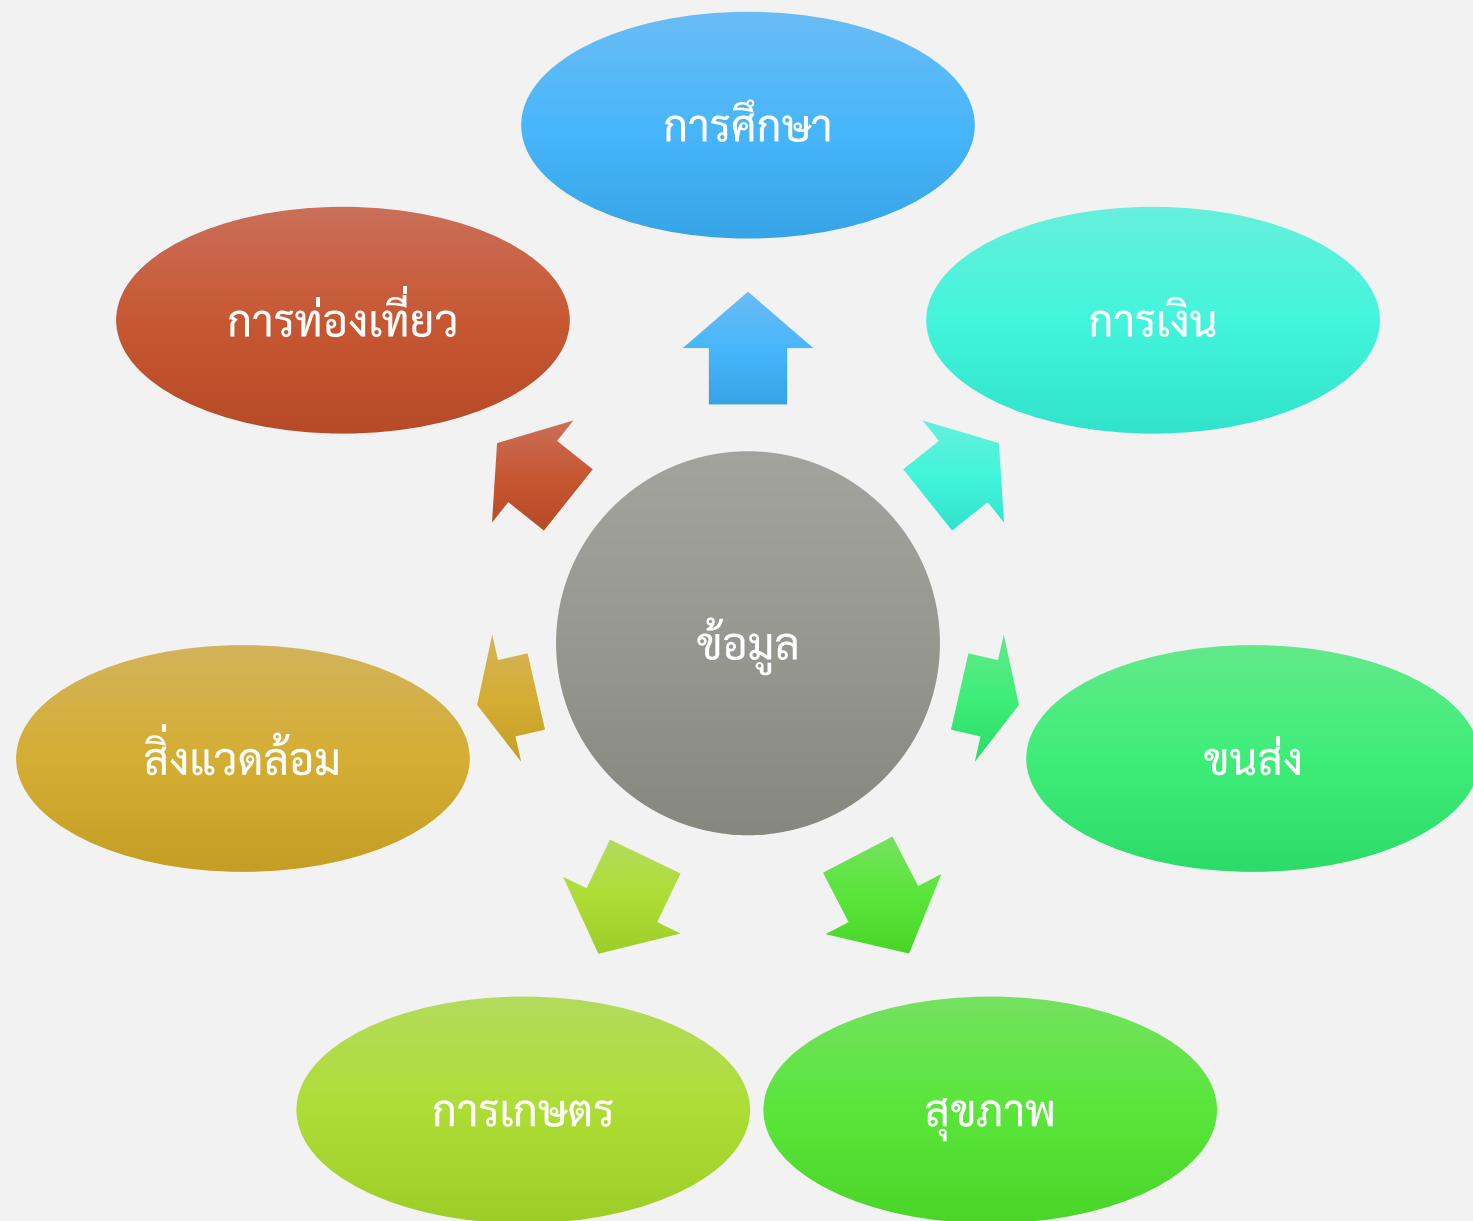 การศึกษา
การท่องเที่ยว
การเงิน
ข้อมูล
สิ่งแวดล้อม
ขนส่ง
การเกษตร
สุขภาพ